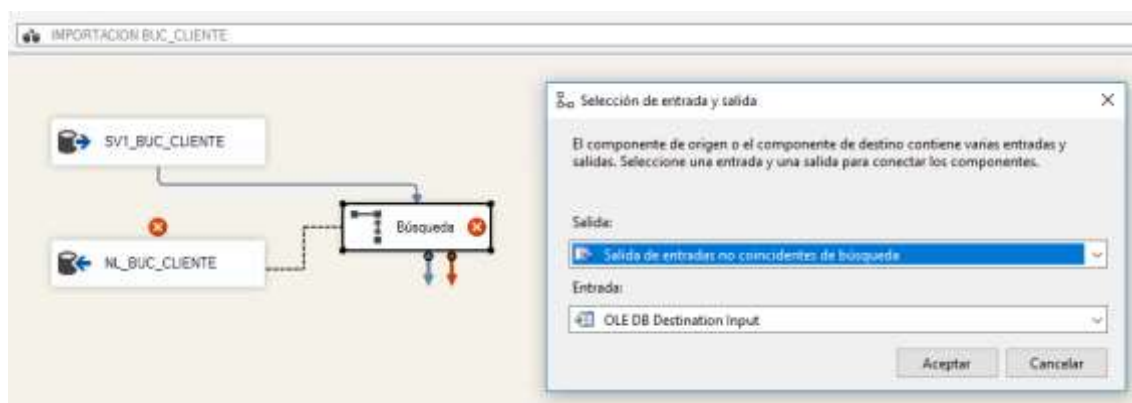 IMPORTACION BUC_CLIENTE
SV1_BUC_CLIENTE
Búsqueda
NL_BUC_CLIENTE
Selección de entrada y salida
El componente de origen o el componente de destino contiene varias entradas y
salidas. Seleccione una entrada y una salida para conectar los componentes.
Salida:
Salida de entradas no coincidentes de búsqueda
Entrada:
OLE DB Destination Input
Aceptar
Cancelar